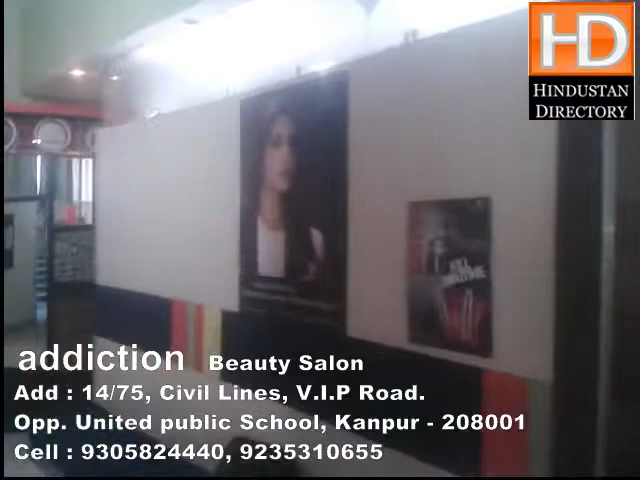 HD
HINDUSTAN
DIRECTORY
addiction Beauty Salon
Add : 14/75, Civil Lines, V.I.P Road.
Opp. United public School, Kanpur - 208001
Cell : 9305824440, 9235310655